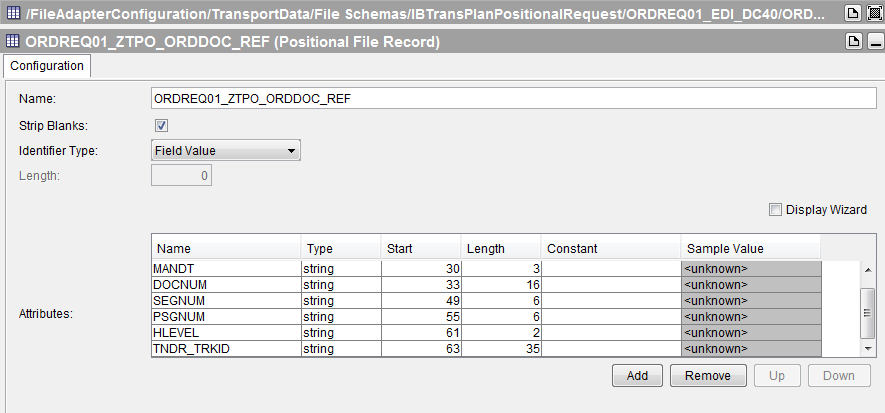 /FileAdapterConfiguration/TransportData/File Schemas/IBTransPlanPositionalRequest/ORDREQ01_EDI_DC40/ORD...
ORDREQ01_ZTPO_ORDDOC_REF (Positional File Record)
Configuration
Name: ORDREQ01_ZTPO_ORDDOC_REF
Strip Blanks:
Identifier Type: Field Value
Length: 0
Display Wizard
Attributes:
Name Type Start Length Constant Sample Value
MANDT string 30 3 <unknown>
DOCNUM string 33 16 <unknown>
SEGNUM string 49 6 <unknown>
PSGNUM string 55 6 <unknown>
HLEVEL string 61 2 <unknown>
TNDR_TRKID string 63 35 <unknown>
Add Remove Up Down